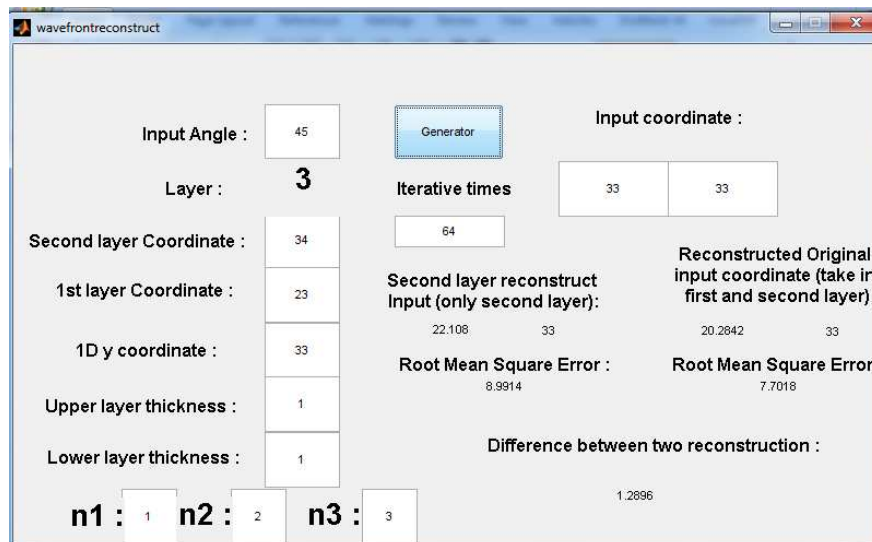 wavefrontreconstruct
Input Angle : 45
Generator
Input coordinate :
Layer : 3
Iterative times
33 33
64
Second layer Coordinate : 34
1st layer Coordinate : 23
Second layer reconstruct
Input (only second layer):
22.108 33
Reconstructed Original
input coordinate (take in
first and second layer)
20.2842 33
1D y coordinate : 33
Root Mean Square Error :
8.9914
Root Mean Square Error
7.7018
Upper layer thickness : 1
Lower layer thickness : 1
Difference between two reconstruction :
1.2896
n1 : 1 n2 : 2 n3 : 3